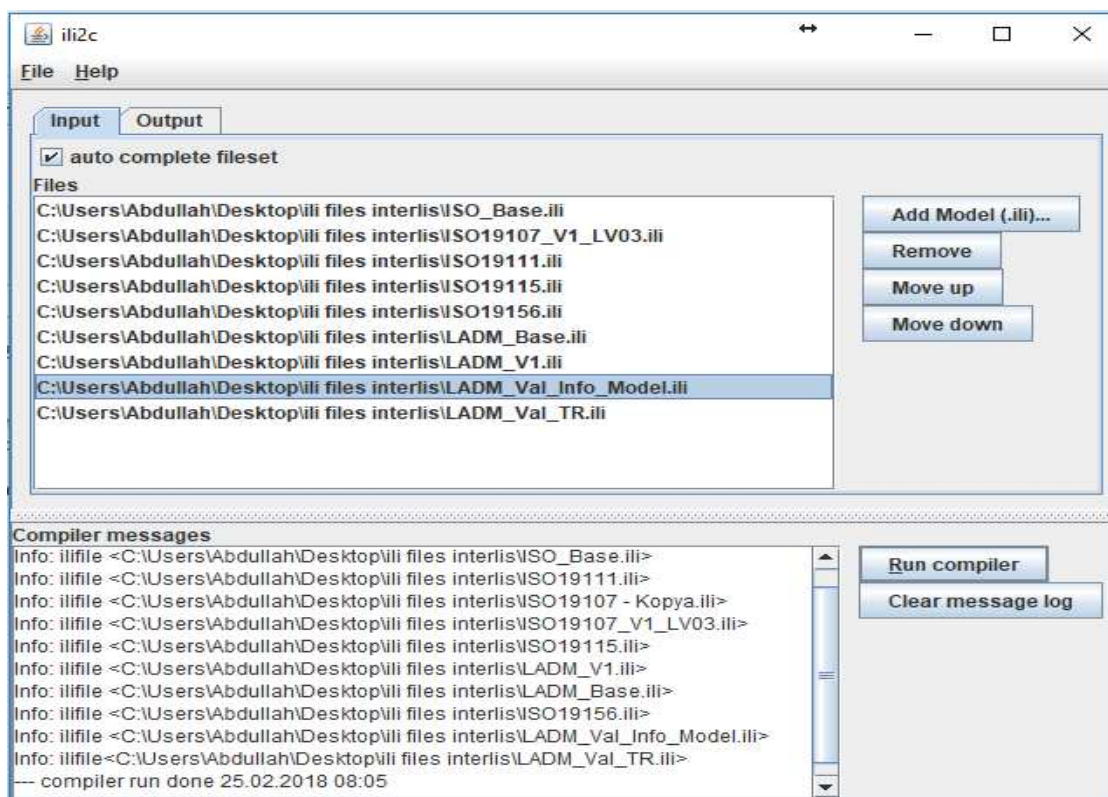 ili2c
File Help
Input Output
auto complete fileset
Files
C:\Users\Abdullah\Desktop\ili files interlis\ISO_Base.ili
C:\Users\Abdullah\Desktop\ili files interlis\ISO19107_V1_LV03.ili
C:\Users\Abdullah\Desktop\ili files interlis\ISO19111.ili
C:\Users\Abdullah\Desktop\ili files interlis\ISO19115.ili
C:\Users\Abdullah\Desktop\ili files interlis\ISO19156.ili
C:\Users\Abdullah\Desktop\ili files interlis\LADM_Base.ili
C:\Users\Abdullah\Desktop\ili files interlis\LADM_V1.ili
C:\Users\Abdullah\Desktop\ili files interlis\LADM_Val_Info_Model.ili
C:\Users\Abdullah\Desktop\ili files interlis\LADM_Val_TR.ili
Add Model (.ili)...
Remove
Move up
Move down
Compiler messages
Info: ilifile <C:\Users\Abdullah\Desktop\ili files interlis\ISO_Base.ili>
Info: ilifile <C:\Users\Abdullah\Desktop\ili files interlis\ISO19111.ili>
Info: ilifile <C:\Users\Abdullah\Desktop\ili files interlis\ISO19107 - Kopya.ili>
Info: ilifile <C:\Users\Abdullah\Desktop\ili files interlis\ISO19107_V1_LV03.ili>
Info: ilifile <C:\Users\Abdullah\Desktop\ili files interlis\ISO19115.ili>
Info: ilifile <C:\Users\Abdullah\Desktop\ili files interlis\LADM_V1.ili>
Info: ilifile <C:\Users\Abdullah\Desktop\ili files interlis\LADM_Base.ili>
Info: ilifile <C:\Users\Abdullah\Desktop\ili files interlis\ISO19156.ili>
Info: ilifile <C:\Users\Abdullah\Desktop\ili files interlis\LADM_Val_Info_Model.ili>
Info: ilifile<C:\Users\Abdullah\Desktop\ili files interlis\LADM_Val_TR.ili>
--- compiler run done 25.02.2018 08:05
Run compiler
Clear message log